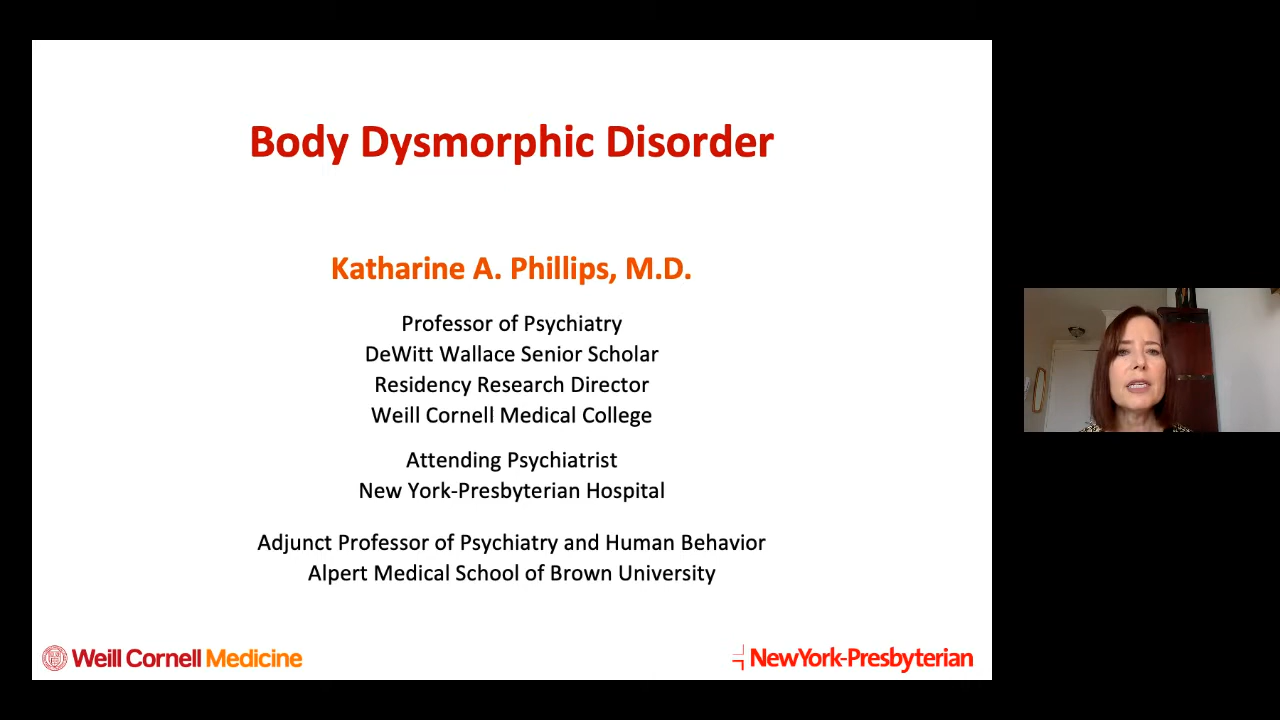 Body Dysmorphic Disorder
Katharine A. Phillips, M.D.
Professor of Psychiatry
DeWitt Wallace Senior Scholar
Residency Research Director
Weill Cornell Medical College
Attending Psychiatrist
New York-Presbyterian Hospital
Adjunct Professor of Psychiatry and Human Behavior
Alpert Medical School of Brown University
Weill Cornell Medicine
NewYork-Presbyterian